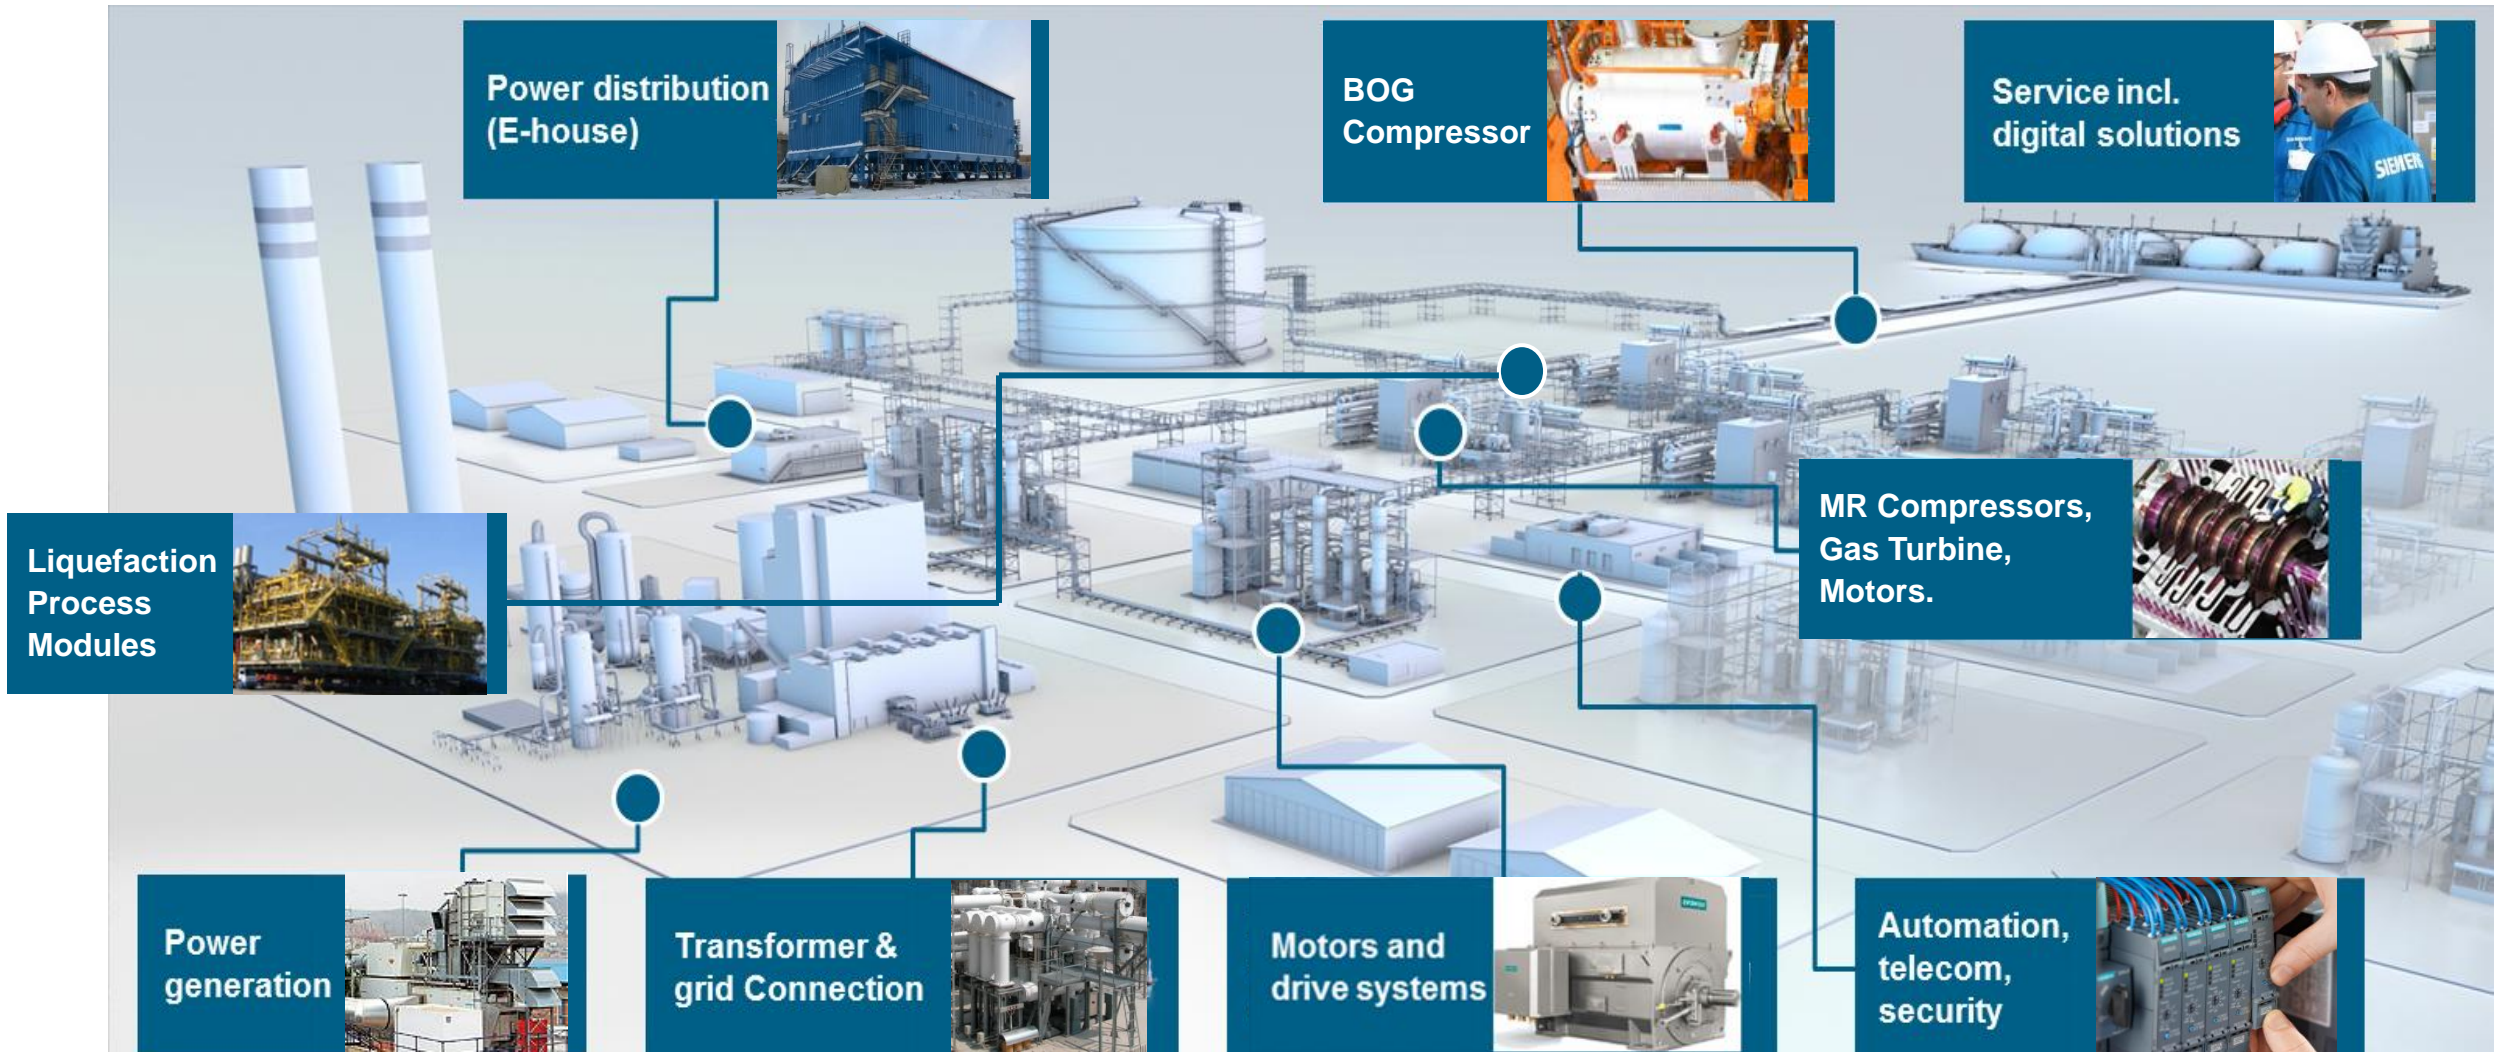 Power distribution
(E-house)
BOG
Compressor
Service incl.
digital solutions
SIEMENS
Liquefaction
Process
Modules
MR Compressors,
Gas Turbine,
Motors.
Power
generation
Transformer &
grid Connection
Motors and
drive systems
Automation,
telecom,
security